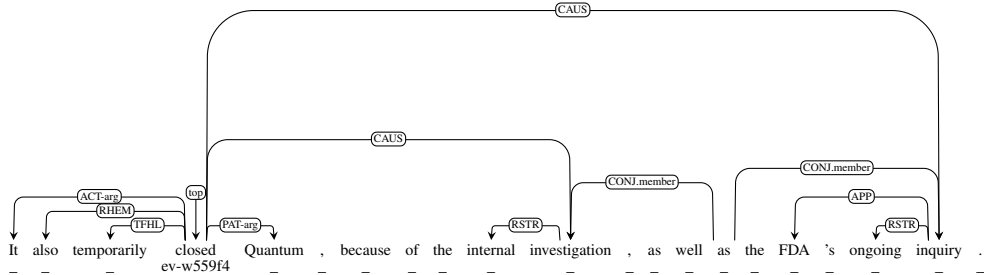 CAUS
CAUS
CONJ.member
CONJ.member
ACT-arg top APP
RHEM
TFHL PAT-arg RSTR RSTR
It also temporarily closed Quantum , because of the internal investigation , as well as the FDA 's ongoing inquiry .
_ _ _ ev-w559f4 _ _ _ _ _ _ _ _ _ _ _ _ _ _ _ _ _